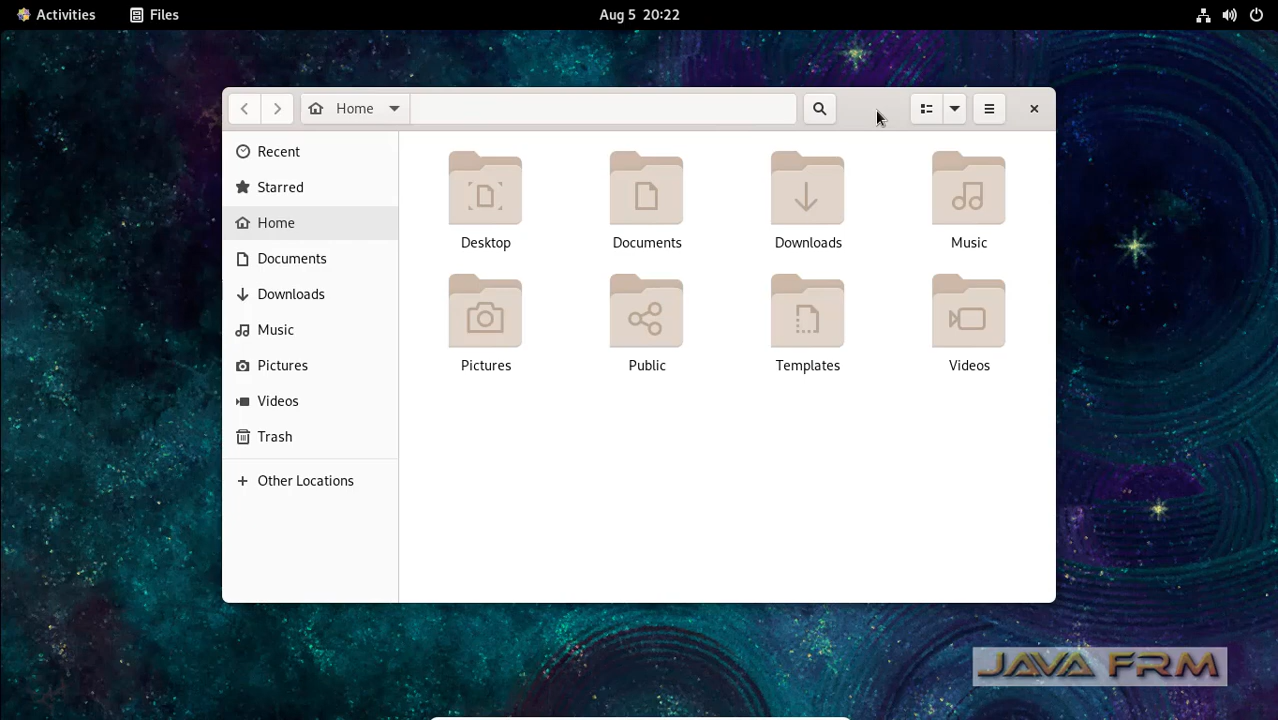 Activities Files Aug 5 20:22
Home
Recent
Starred
Home
Documents
Downloads
Music
Pictures
Videos
Trash
Other Locations
Desktop Documents Downloads Music
Pictures Public Templates Videos
JAVA FRM